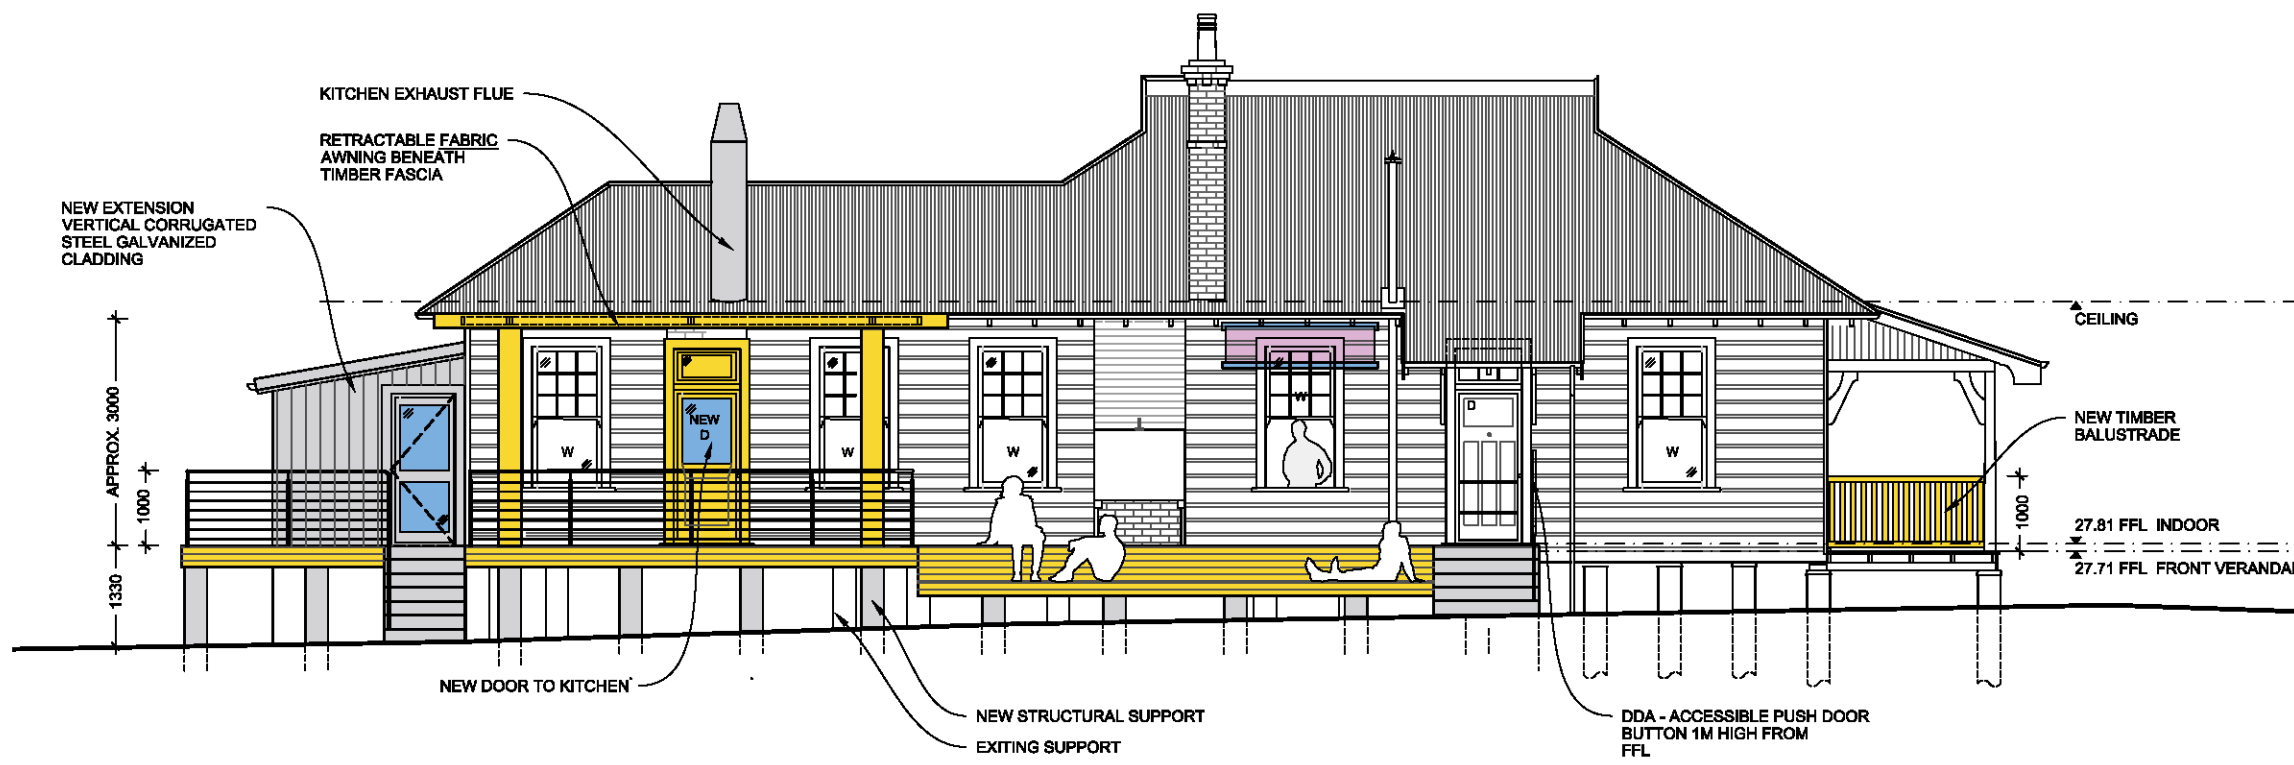 KITCHEN EXHAUST FLUE
RETRACTABLE FABRIC
AWNING BENEATH
TIMBER FASCIA
NEW EXTENSION
VERTICAL CORRUGATED
STEEL GALVANIZED
CLADDING
CEILING
APPROX. 3000
1000
1330
NEW
D
W
W
W
W
D
W
NEW TIMBER
BALUSTRADE
1000
27.81 FFL INDOOR
27.71 FFL FRONT VERANDAH
NEW DOOR TO KITCHEN
NEW STRUCTURAL SUPPORT
EXITING SUPPORT
DDA - ACCESSIBLE PUSH DOOR
BUTTON 1M HIGH FROM
FFL